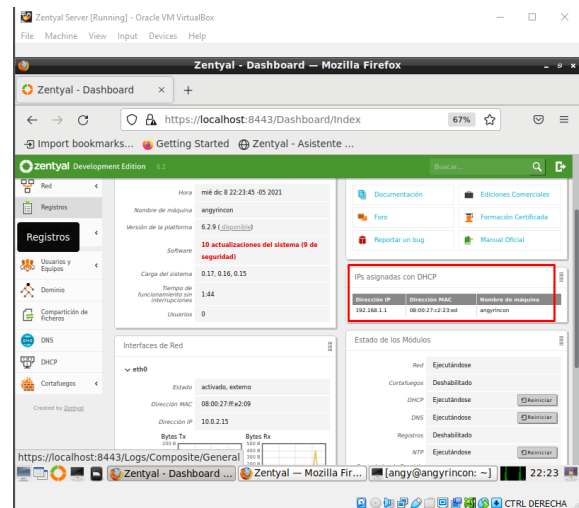 Zentyal Server [Running] - Oracle VM VirtualBox
File Machine View Input Devices Help
Zentyal - Dashboard — Mozilla Firefox
Zentyal - Dashboard × +
https://localhost:8443/Dashboard/Index 67%
Import bookmarks... Getting Started Zentyal - Asistente ...
zentyal Development Edition 6.2 Buscar...
Red
Registros
Registros
Usuarios y Equipos
Dominio
Compartición de Ficheros
DNS
DHCP
Cortafuegos
Created by Zentyal
Hora mié dic 8 22:23:45 -05 2021
Nombre de máquina angyrincon
Versión de la platforma 6.2.9 (disponible)
Software 10 actualizaciones del sistema (9 de seguridad)
Carga del sistema 0.17, 0.16, 0.15
Tiempo de funcionamiento sin interrupciones 1:44
Usuarios 0
Interfaces de Red
eth0
Estado activado, externo
Dirección MAC 08:00:27:ff:e2:09
Dirección IP 10.0.2.15
Bytes Tx Bytes Rx
200 B 500 B
400 B
300 B
Documentación Ediciones Comerciales
Foro Formación Certificada
Reportar un bug Manual Oficial
IPs asignadas con DHCP
Dirección IP Dirección MAC Nombre de máquina
192.168.1.1 08:00:27:c2:23:ed angyrincon
Estado de los Módulos
Red Ejecutándose
Cortafuegos Deshabilitado
DHCP Ejecutándose Reiniciar
DNS Ejecutándose Reiniciar
Registros Deshabilitado
NTP Ejecutándose Reiniciar
https://localhost:8443/Logs/Composite/General
Zentyal - Dashboard ... Zentyal — Mozilla Fir... [angy@angyrincon: ~] 22:23
CTRL DERECHA